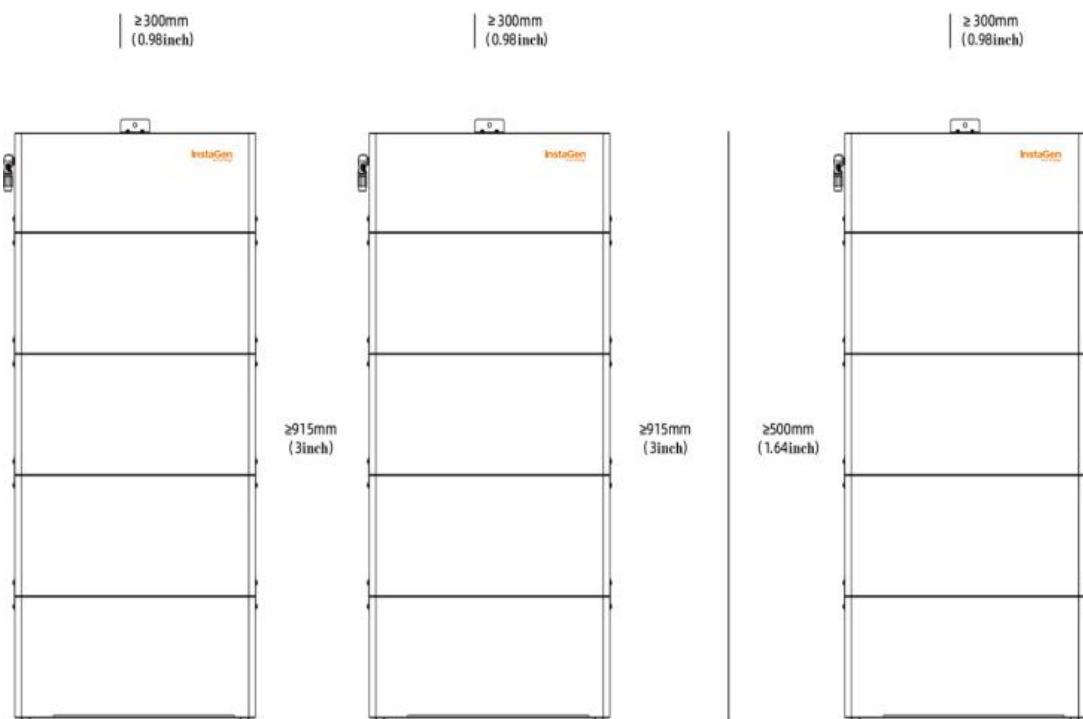 ≥300mm
(0.98inch)
≥300mm
(0.98inch)
≥300mm
(0.98inch)
InstaGen
InstaGen
InstaGen
≥915mm
(3inch)
≥915mm
(3inch)
≥500mm
(1.64inch)